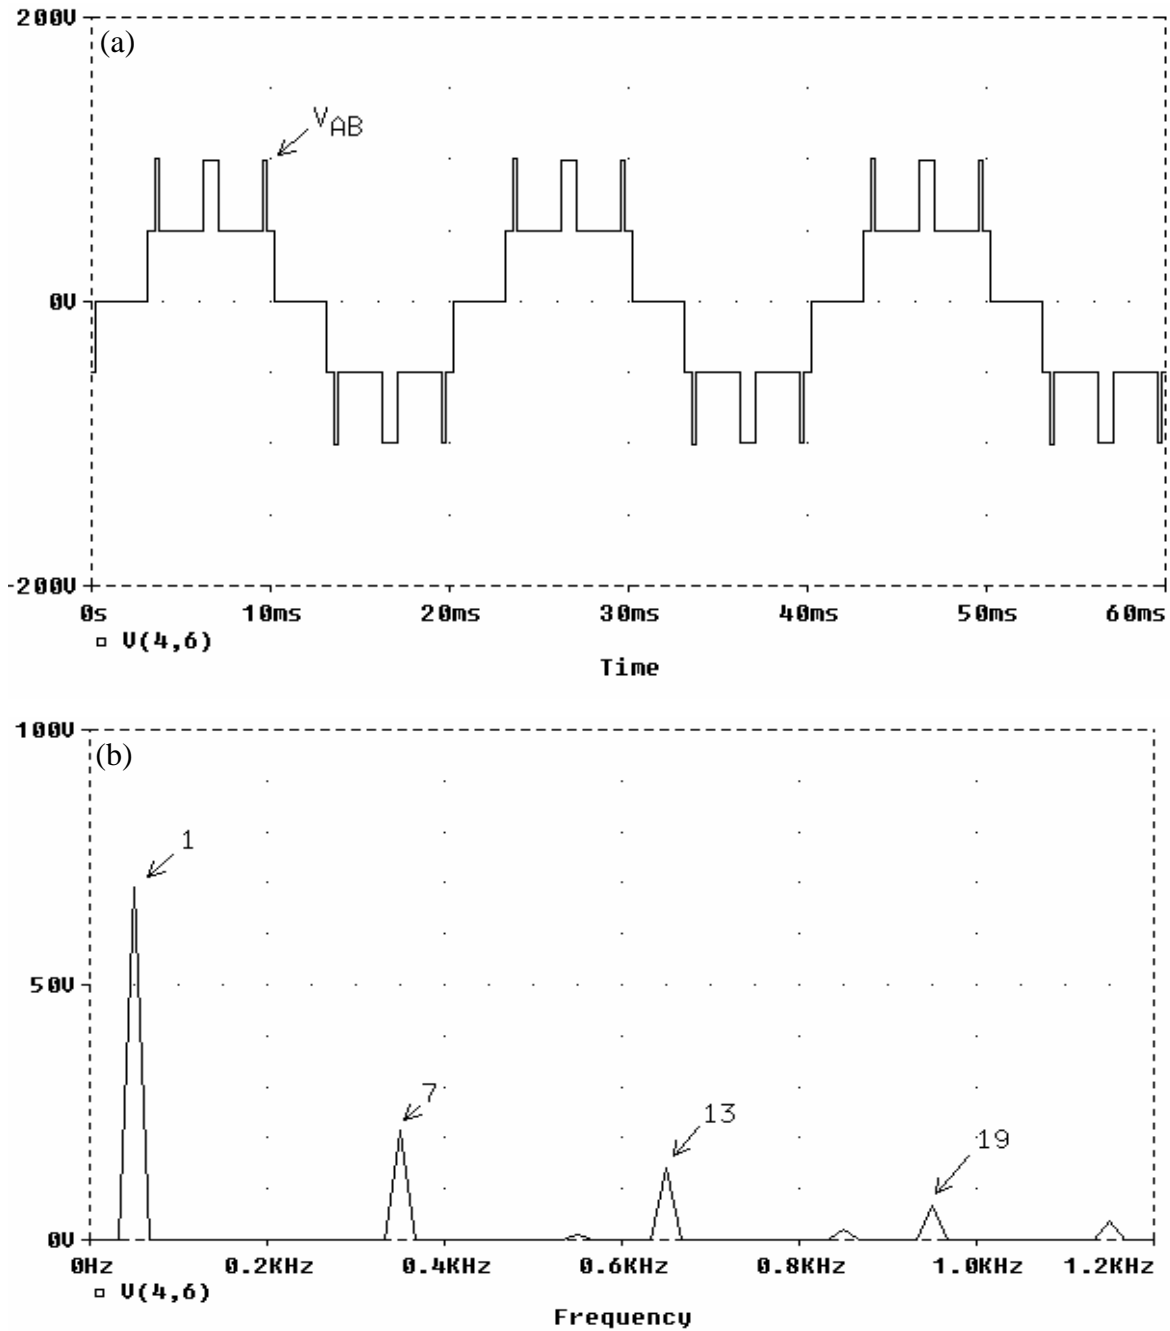 200V
(a)
VAB
0V
-200V
0s 10ms 20ms 30ms 40ms 50ms 60ms
V(4,6)
Time
100V
(b)
1
50V
7
13
19
0V
0Hz 0.2KHz 0.4KHz 0.6KHz 0.8KHz 1.0KHz 1.2KHz
V(4,6)
Frequency